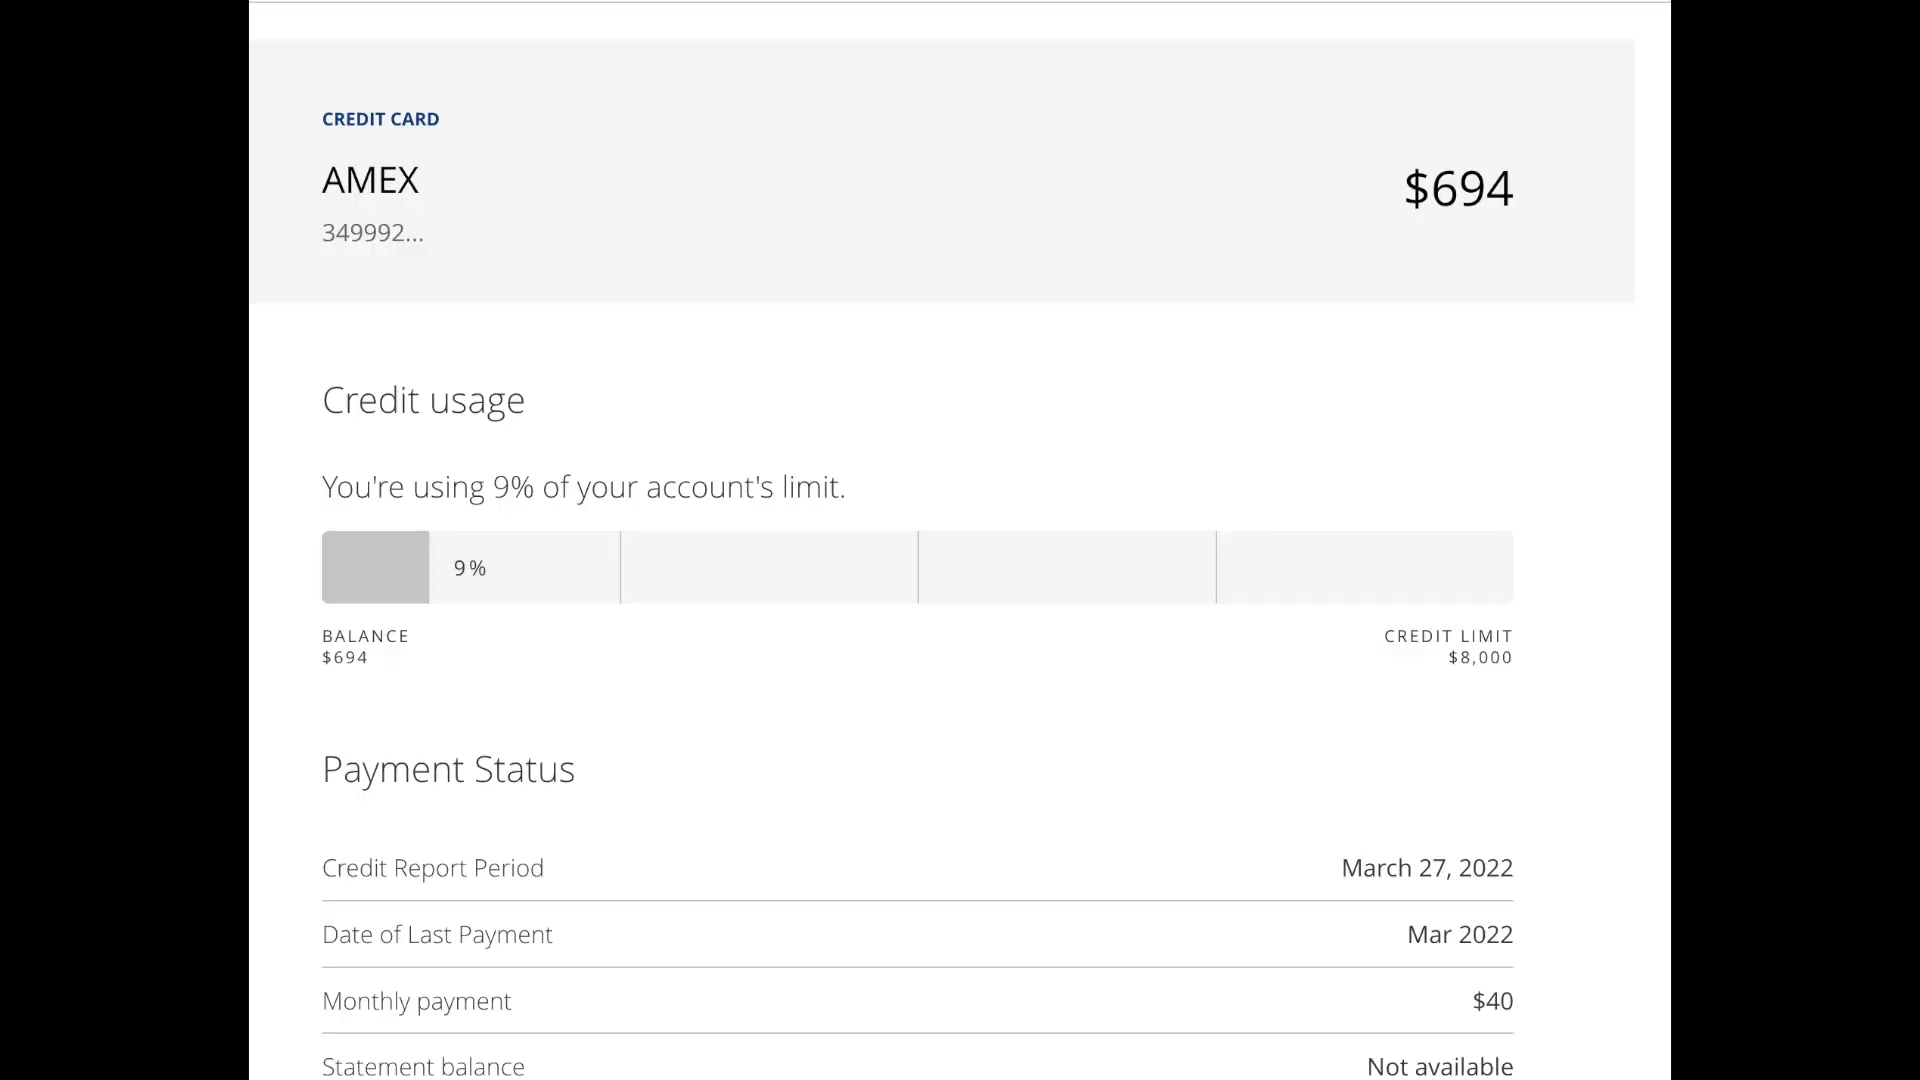 CREDIT CARD
AMEX
$694
349992...
Credit usage
You're using 9% of your account's limit.
9%
BALANCE
CREDIT LIMIT
$694
$8,000
Payment Status
Credit Report Period
March 27, 2022
Date of Last Payment
Mar 2022
Monthly payment
$40
Statement balance
Not available